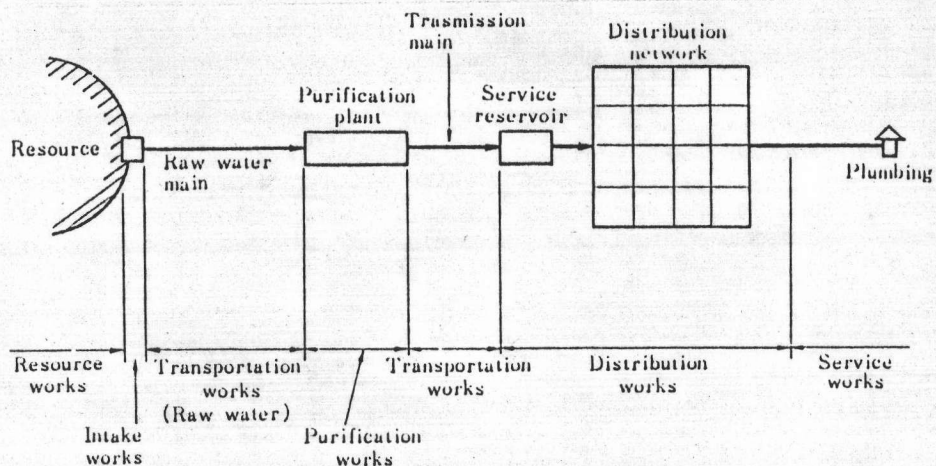 Trasmission
main
Distribution
network
Purification
plant
Service
reservoir
Resource
Raw water
main
Plumbing
Resource
works
Transportation
works
(Raw water)
Transportation
works
Distribution
works
Service
works
Intake
works
Purification
works